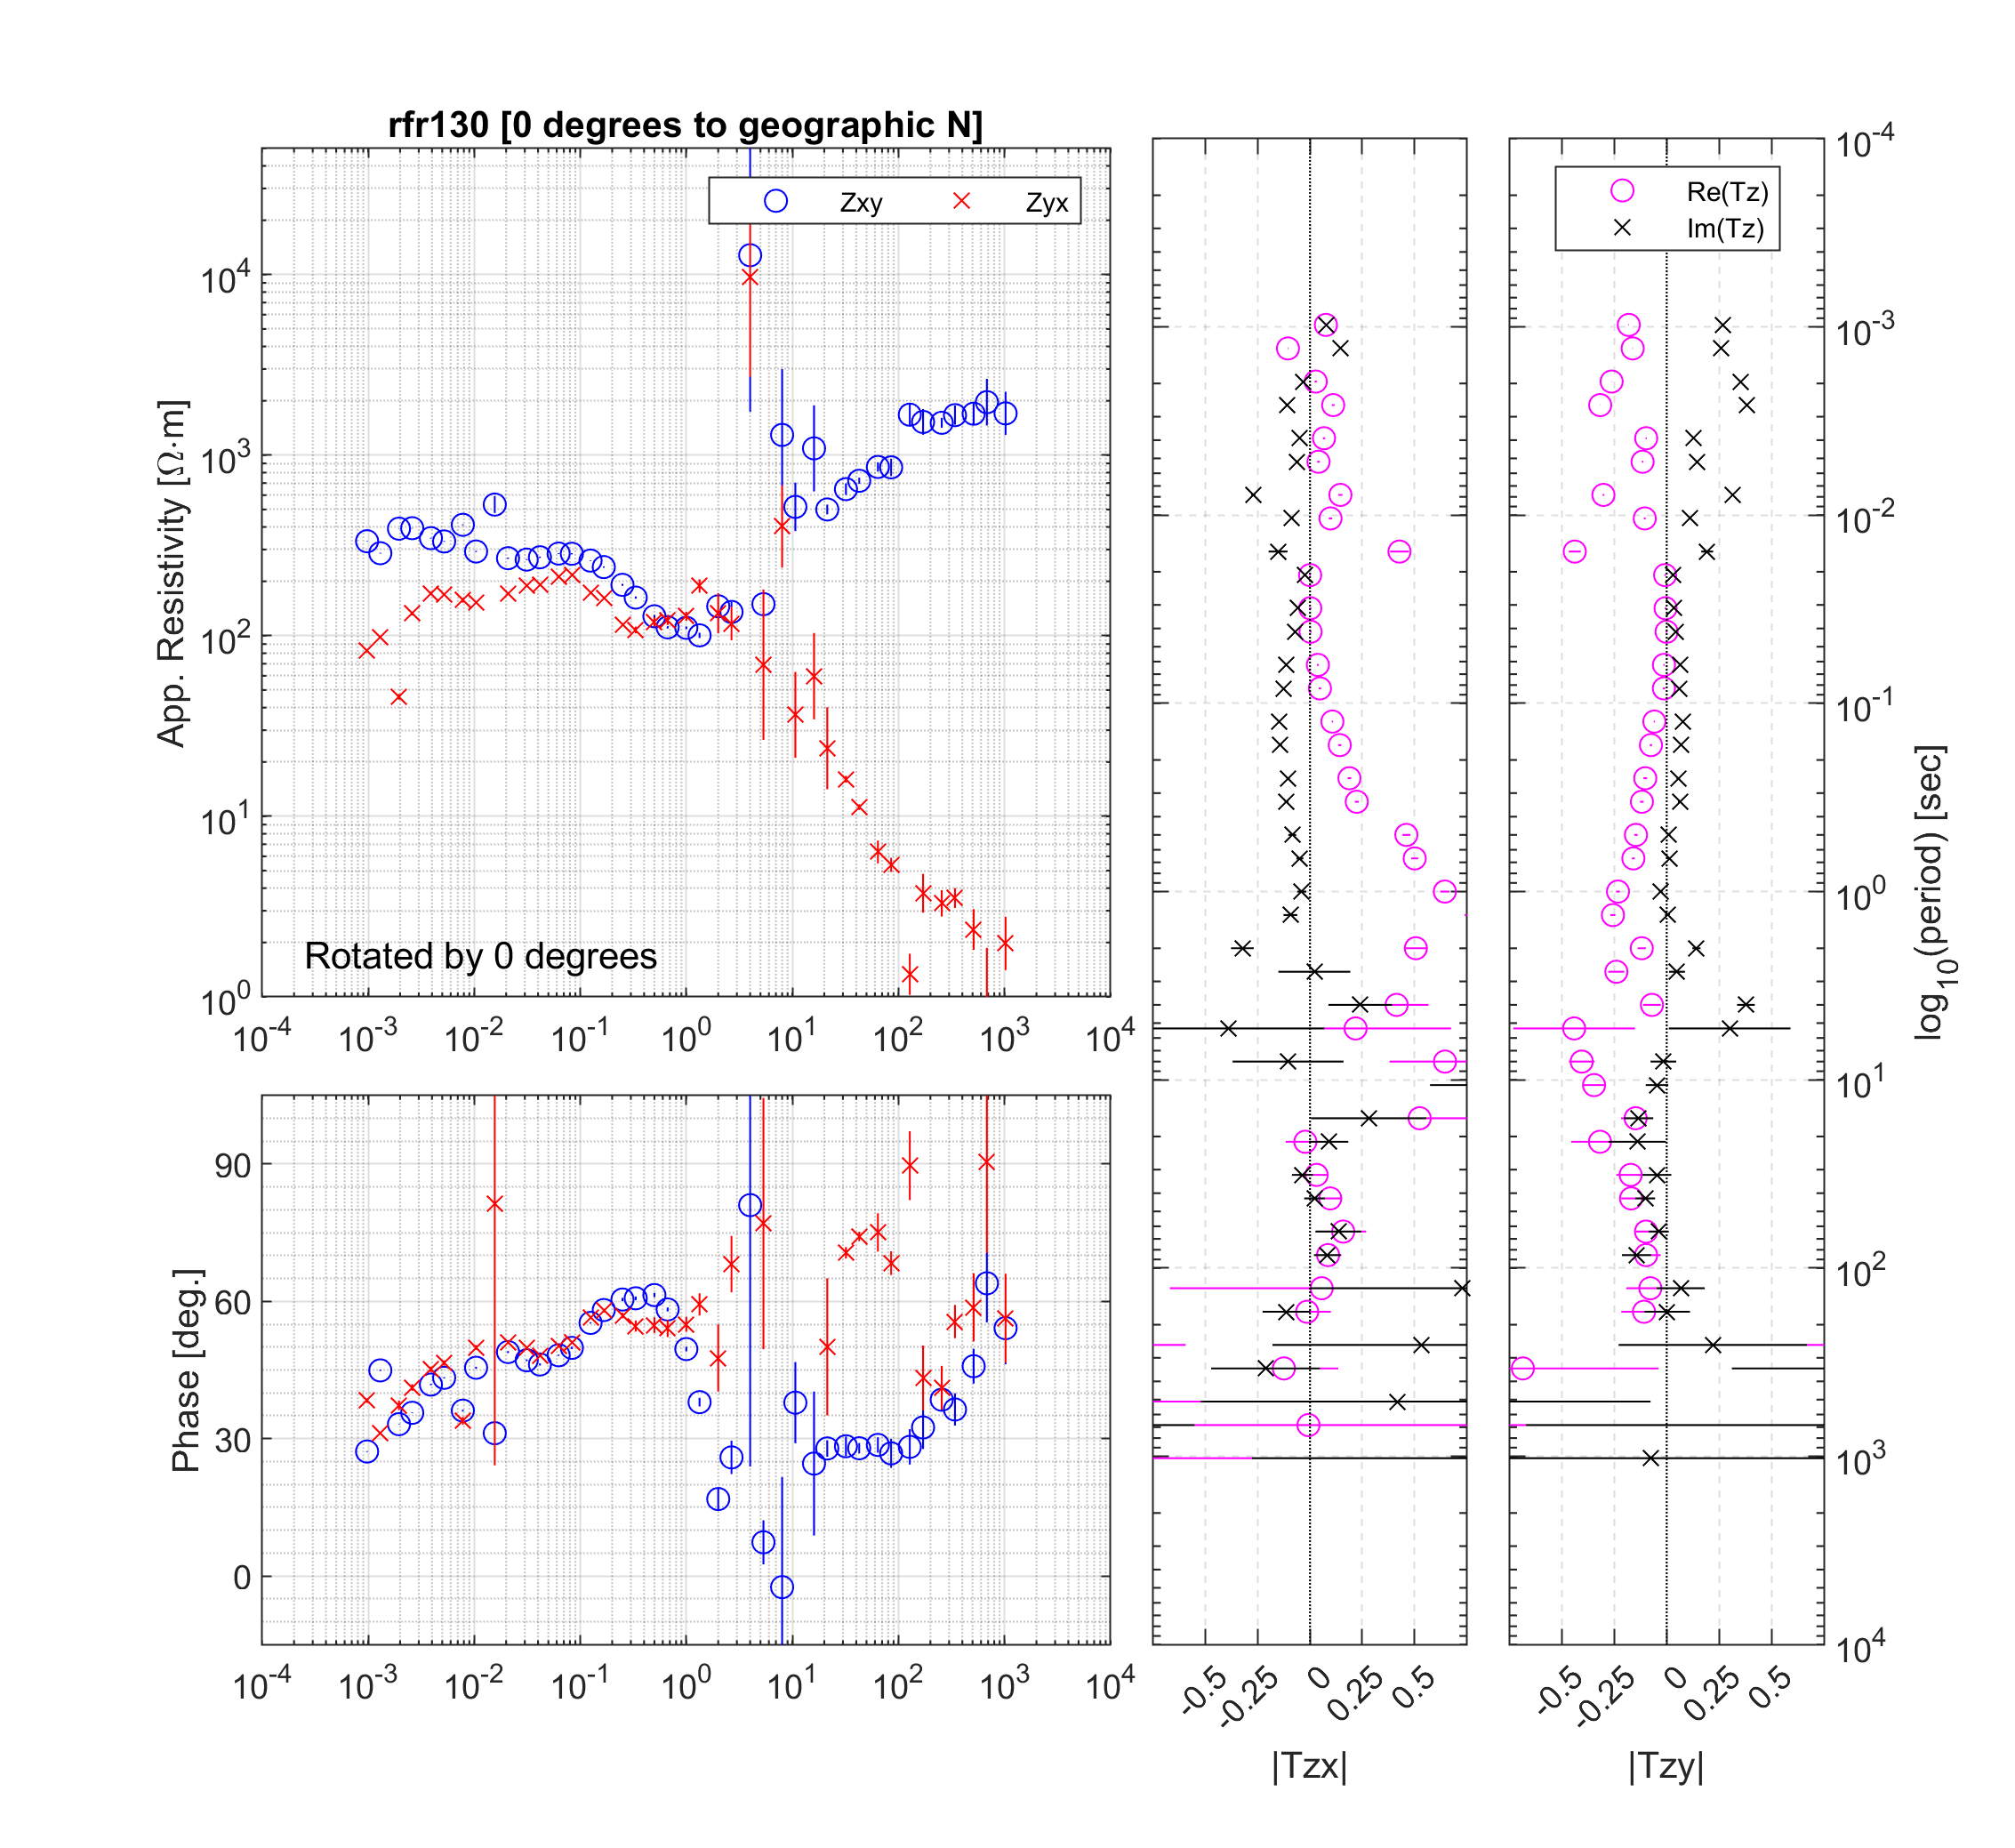 rfr130 [0 degrees to geographic N]
Zxy Zyx
App. Resistivity [Ω·m]
10^4
10^3
10^2
10^1
10^0
Rotated by 0 degrees
10^-4 10^-3 10^-2 10^-1 10^0 10^1 10^2 10^3 10^4
Phase [deg.]
90
60
30
0
10^-4 10^-3 10^-2 10^-1 10^0 10^1 10^2 10^3 10^4
-0.5 -0.25 0 0.25 0.5
|Tzx|
Re(Tz)
Im(Tz)
-0.5 -0.25 0 0.25 0.5
|Tzy|
10^-4
10^-3
10^-2
10^-1
10^0
10^1
10^2
10^3
10^4
log_10(period) [sec]